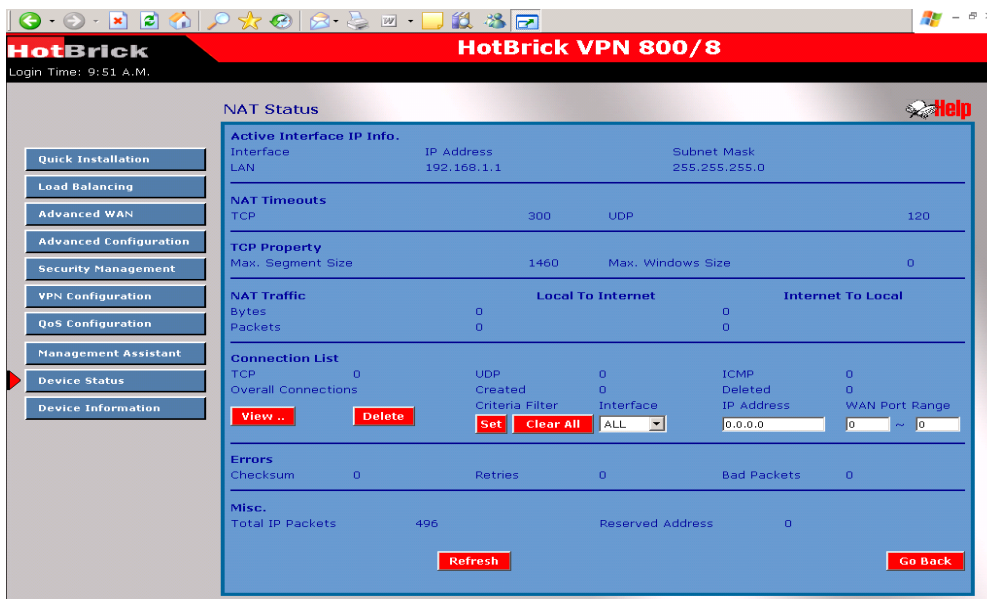 HotBrick
HotBrick VPN 800/8
Login Time: 9:51 A.M.
NAT Status
Help
Quick Installation
Load Balancing
Advanced WAN
Advanced Configuration
Security Management
VPN Configuration
QoS Configuration
Management Assistant
Device Status
Device Information
Active Interface IP Info.
Interface IP Address Subnet Mask
LAN 192.168.1.1 255.255.255.0
NAT Timeouts
TCP 300 UDP 120
TCP Property
Max. Segment Size 1460 Max. Windows Size 0
NAT Traffic Local To Internet Internet To Local
Bytes 0 0
Packets 0 0
Connection List
TCP 0 UDP 0 ICMP 0
Overall Connections Created 0 Deleted 0
Criteria Filter Interface IP Address WAN Port Range
View .. Delete Set Clear All ALL 0.0.0.0 0 ~ 0
Errors
Checksum 0 Retries 0 Bad Packets 0
Misc.
Total IP Packets 496 Reserved Address 0
Refresh Go Back